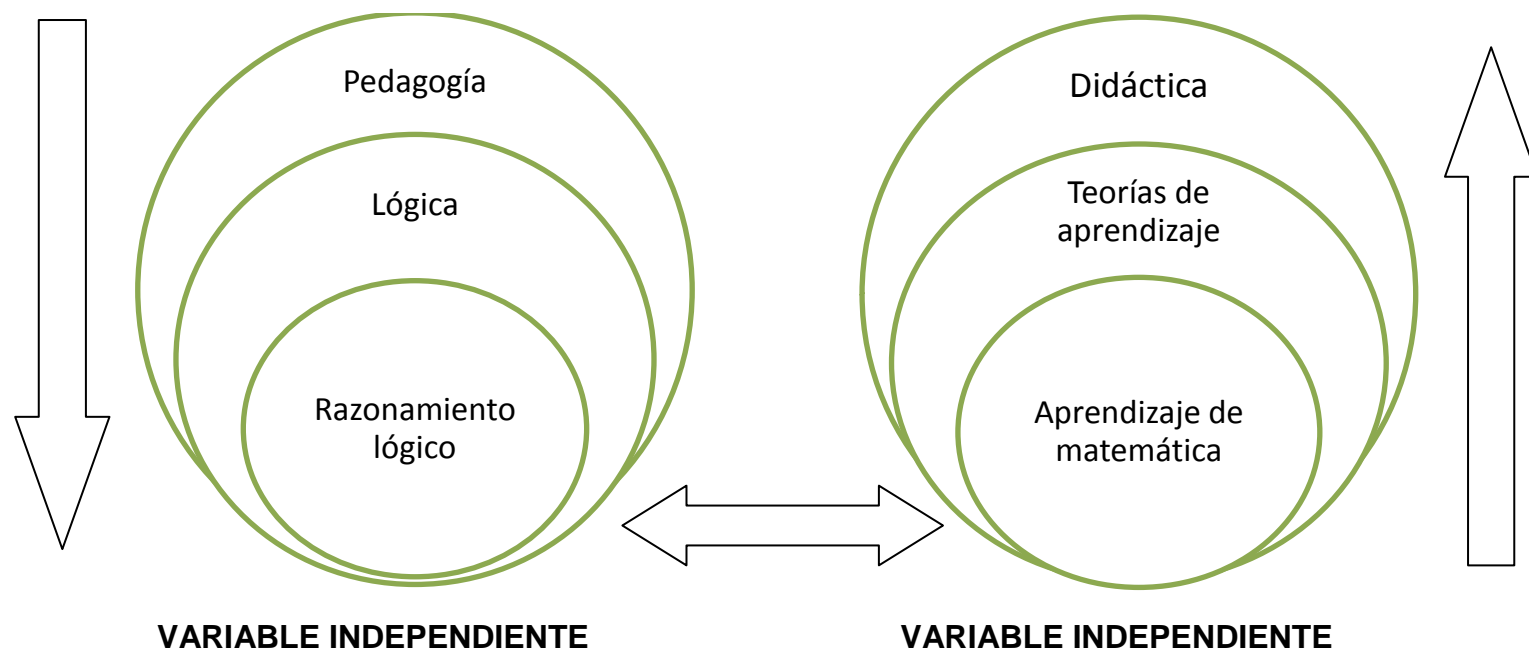 Pedagogía
Lógica
Razonamiento
lógico
VARIABLE INDEPENDIENTE
Didáctica
Teorías de
aprendizaje
Aprendizaje de
matemática
VARIABLE INDEPENDIENTE